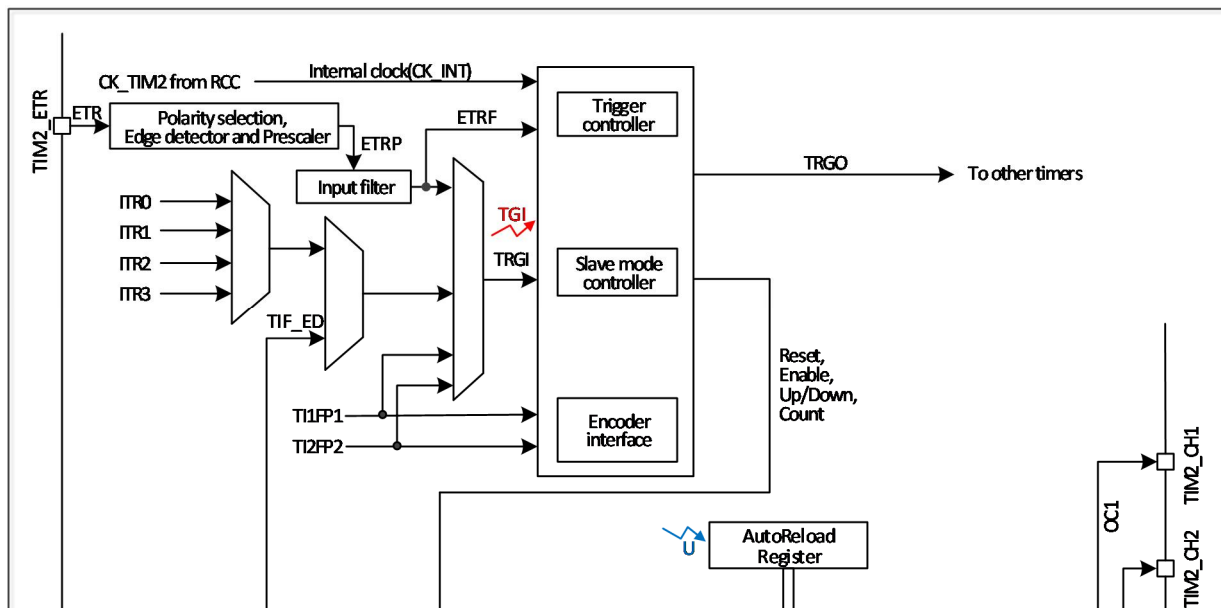 Internal clock(CK_INT)
CK_TIM2 from RCC
TIM2_ETR
ETR
Polarity selection,
Edge detector and Prescaler
ETRP
ETRF
Input filter
Trigger
controller
TRGO
To other timers
ITR0
ITR1
ITR2
ITR3
TGI
TRGI
Slave mode
controller
TIF_ED
Reset,
Enable,
Up/Down,
Count
TI1FP1
TI2FP2
Encoder
interface
TIM2_CH1
OC1
U
AutoReload
Register
TIM2_CH2